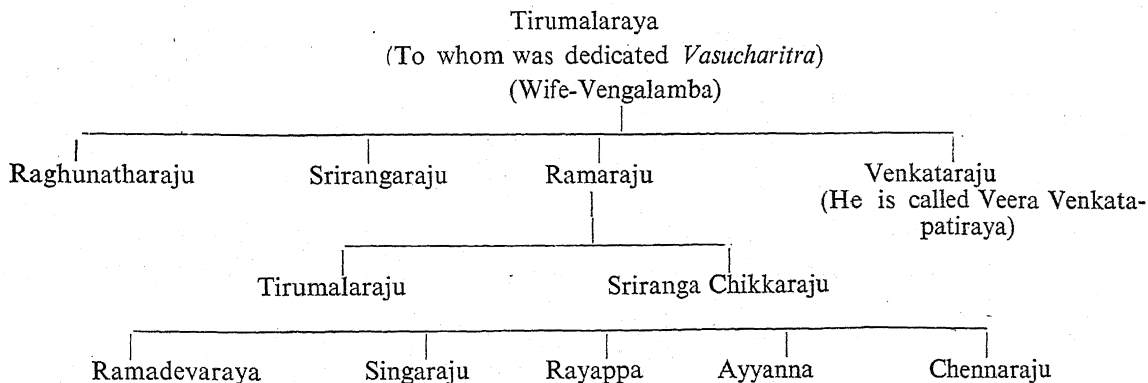 Tirumalaraya
(To whom was dedicated Vasucharitra)
(Wife-Vengalamba)
Raghunatharaju Srirangaraju Ramaraju Venkataraju
(He is called Veera Venkata-
patiraya)
Tirumalaraju Sriranga Chikkaraju
Ramadevaraya Singaraju Rayappa Ayyanna Chennaraju